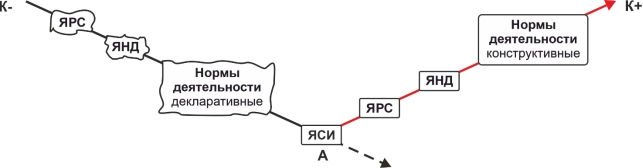 К-
ЯРС
ЯНД
Нормы
деятельности
декларативные
ЯСИ
А
ЯРС
ЯНД
Нормы
деятельности
конструктивные
К+